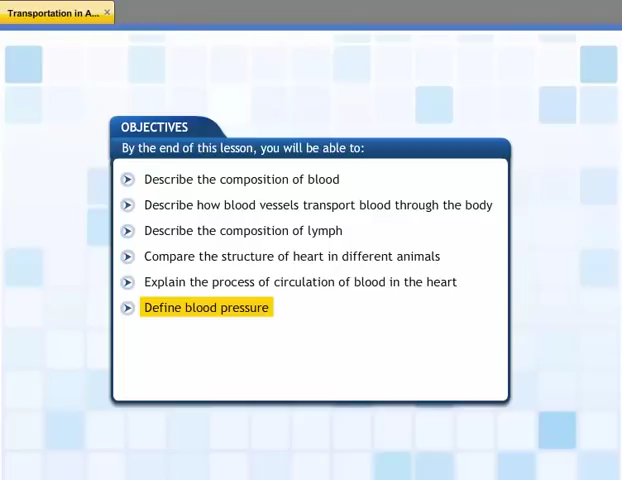 Transportation in A...
OBJECTIVES
By the end of this lesson, you will be able to:
Describe the composition of blood
Describe how blood vessels transport blood through the body
Describe the composition of lymph
Compare the structure of heart in different animals
Explain the process of circulation of blood in the heart
Define blood pressure